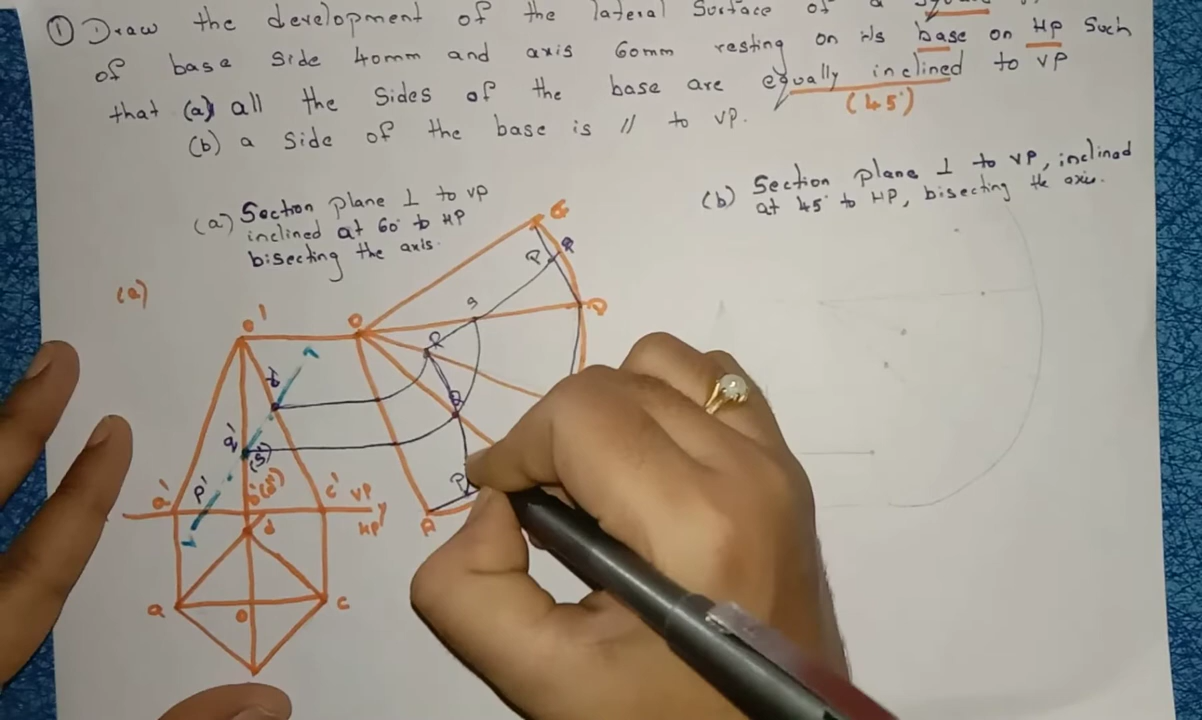 ① Draw the development of the lateral Surface of a
of base side 40mm and axis 60mm resting on its base on HP such
that (a) all the sides of the base are equally inclined to VP
(45°)
(b) a side of the base is // to VP.
(a) Section plane ⊥ to VP
inclined at 60° to HP
bisecting the axis.
(b) Section plane ⊥ to VP, inclined
at 45° to HP, bisecting the axis.
(a)
o'
O
R
S
D
q'
(s')
p'
a'
b'(d')
c'
VP
HP
d
a
o
c
B
P
A